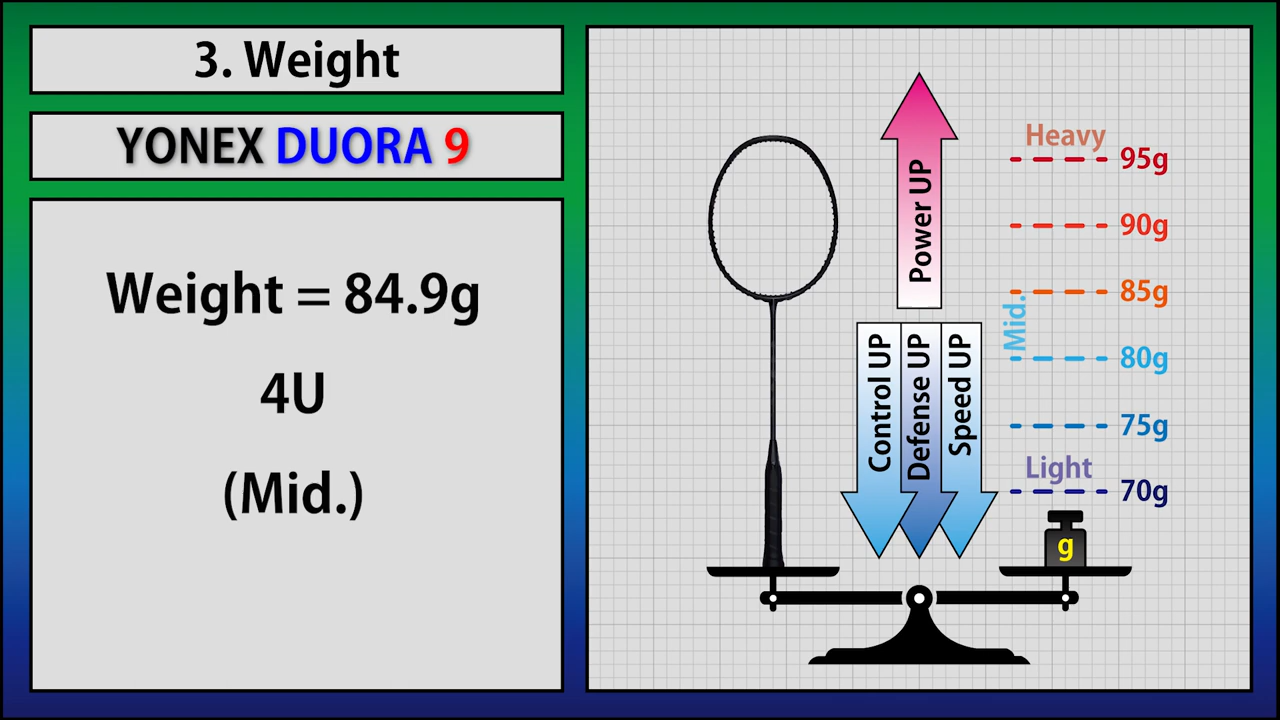 3. Weight
YONEX DUORA 9
Weight = 84.9g
4U
(Mid.)
Power UP
Control UP
Defense UP
Speed UP
Heavy
95g
90g
85g
Mid.
80g
75g
Light
70g
g